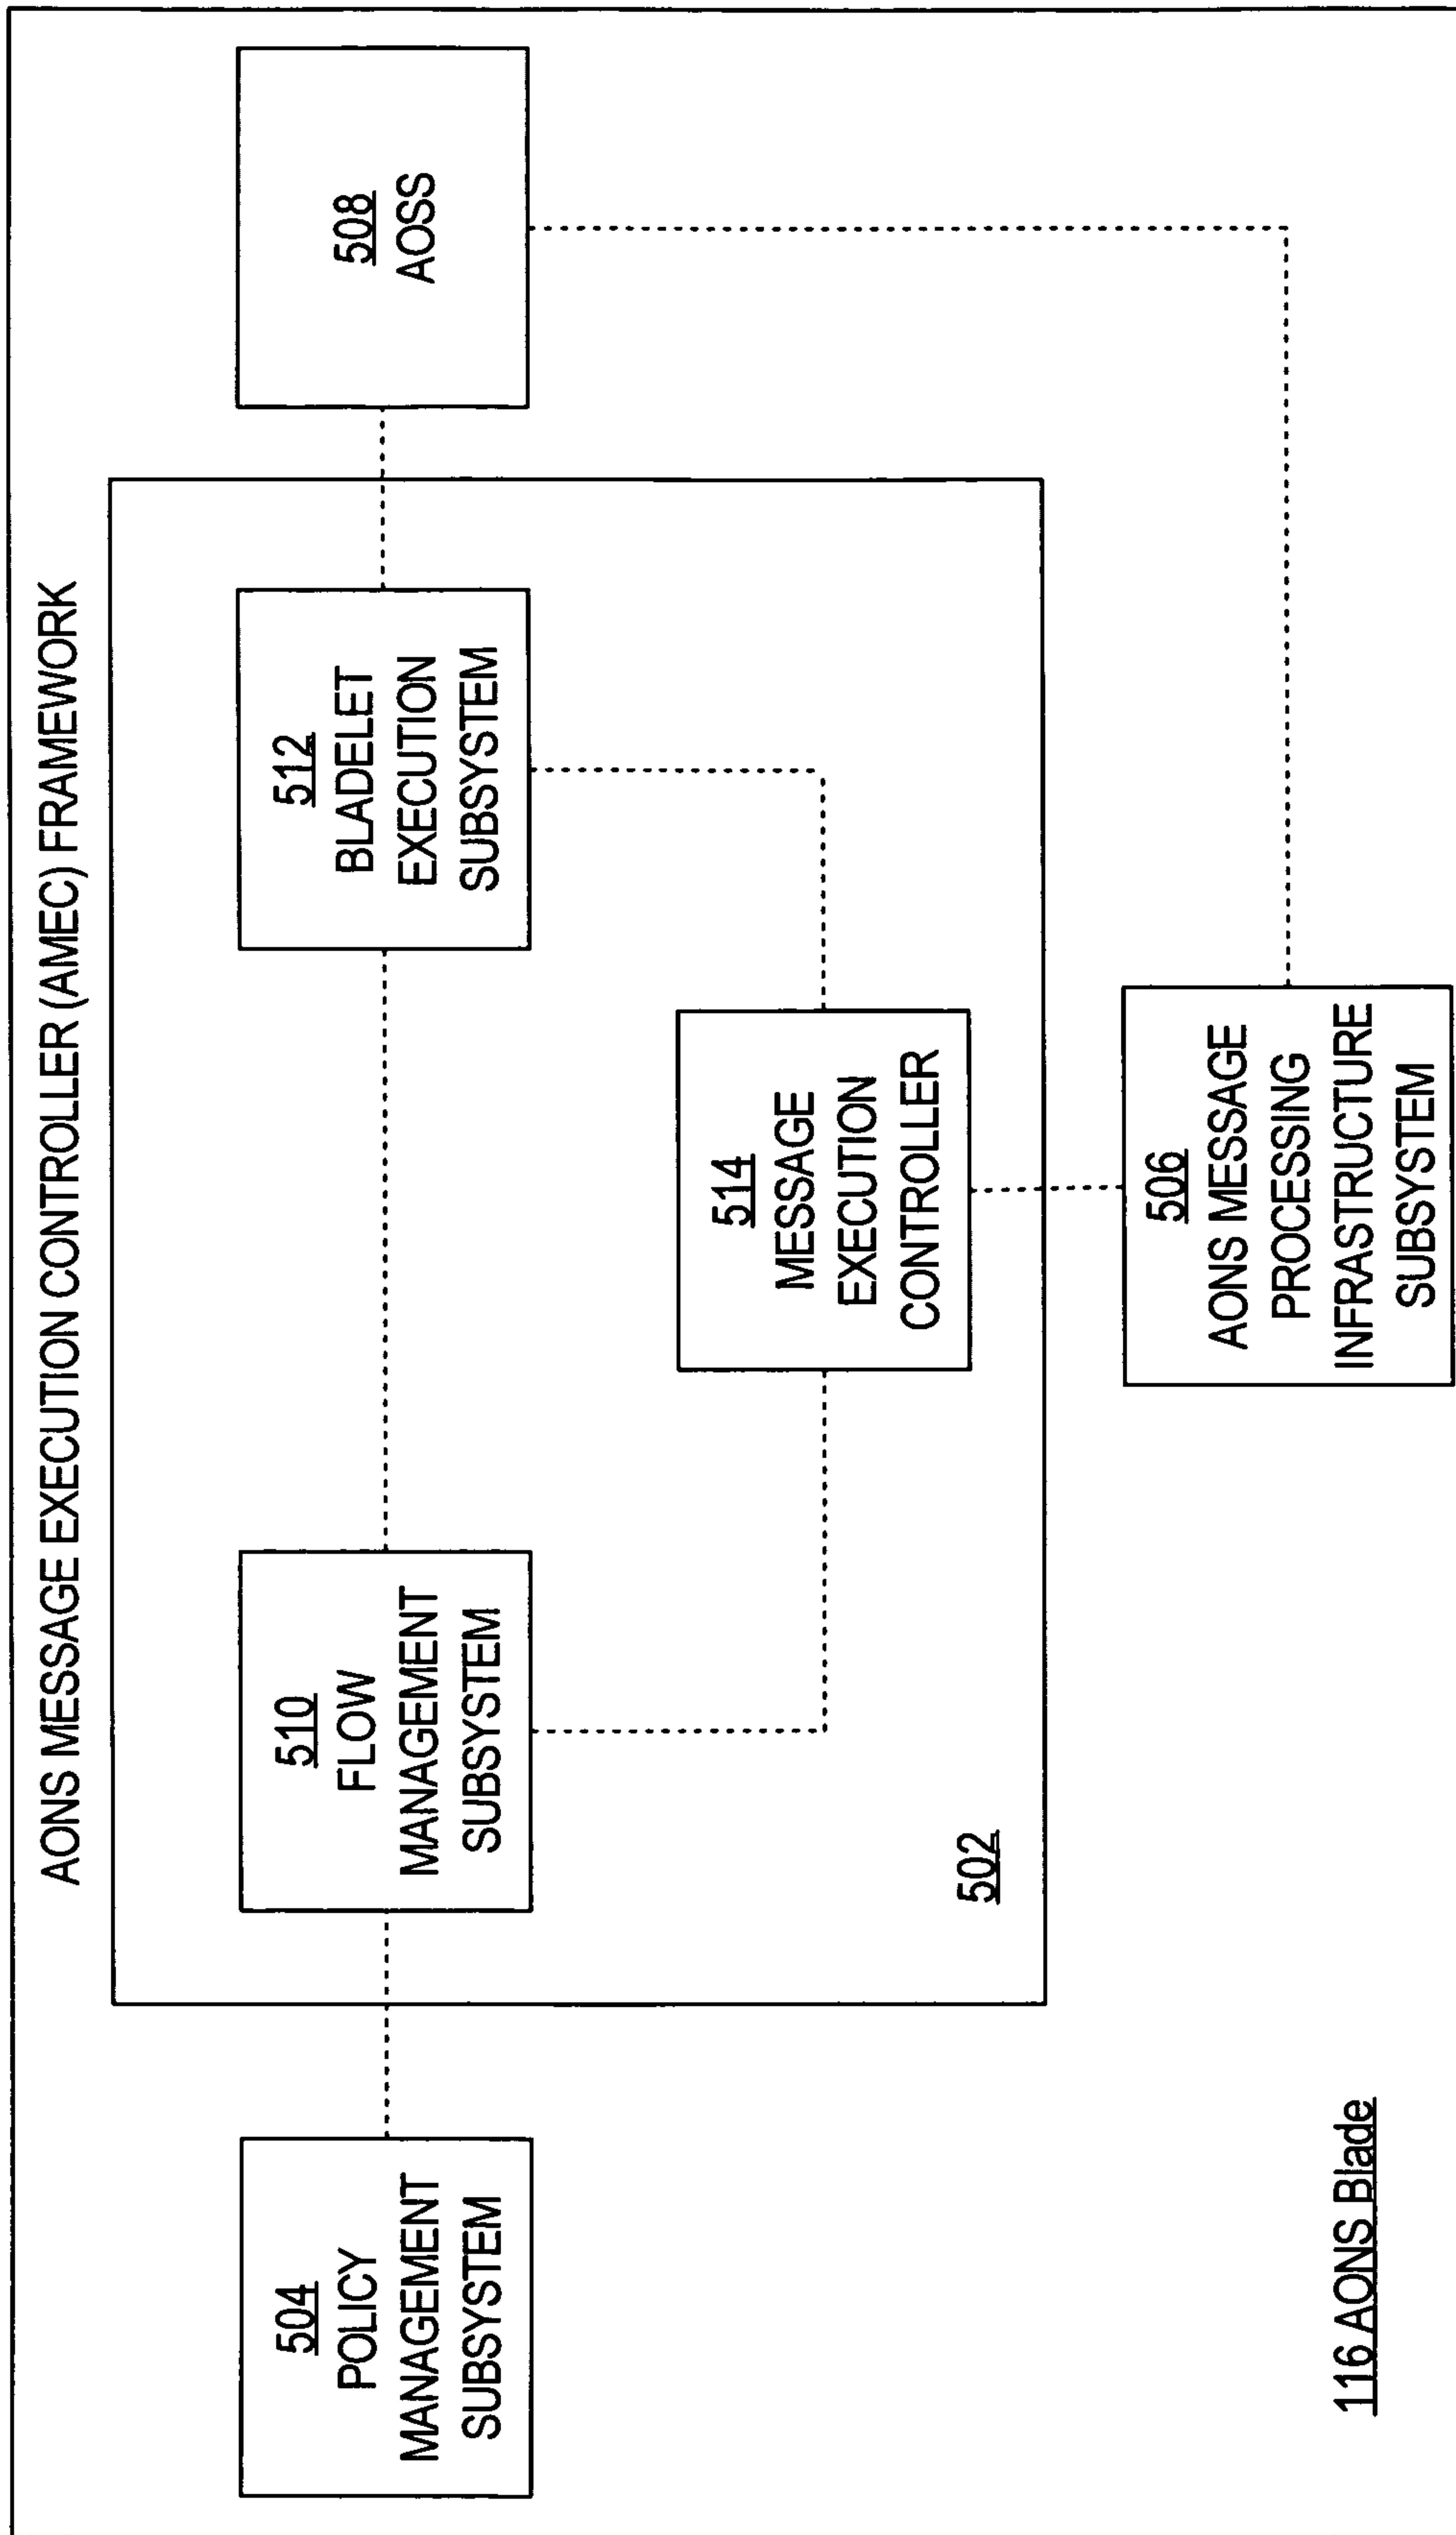 AONS MESSAGE EXECUTION CONTROLLER (AMEC) FRAMEWORK
504
POLICY
MANAGEMENT
SUBSYSTEM
510
FLOW
MANAGEMENT
SUBSYSTEM
512
BLADELET
EXECUTION
SUBSYSTEM
508
AOSS
514
MESSAGE
EXECUTION
CONTROLLER
502
506
AONS MESSAGE
PROCESSING
INFRASTRUCTURE
SUBSYSTEM
116 AONS Blade